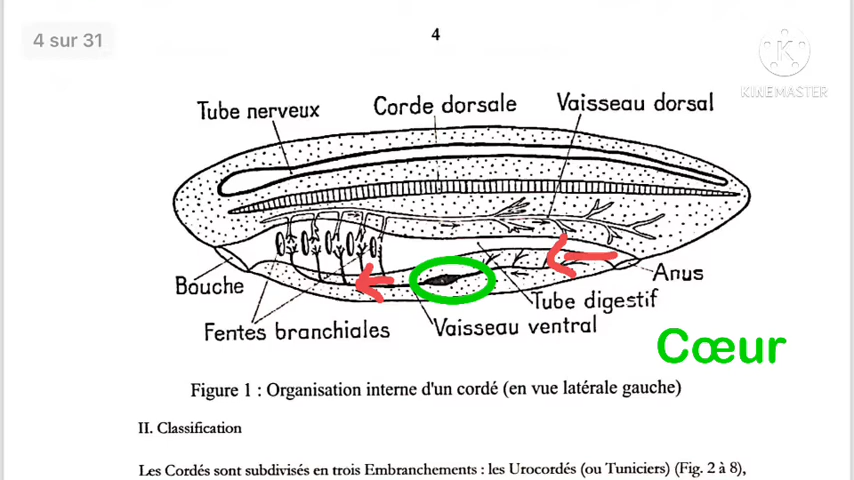 4 sur 31
4
KINEMASTER
Tube nerveux
Corde dorsale
Vaisseau dorsal
Bouche
Anus
Tube digestif
Fentes branchiales
Vaisseau ventral
Cœur
Figure 1 : Organisation interne d'un cordé (en vue latérale gauche)
II. Classification
Les Cordés sont subdivisés en trois Embranchements : les Urocordés (ou Tuniciers) (Fig. 2 à 8),